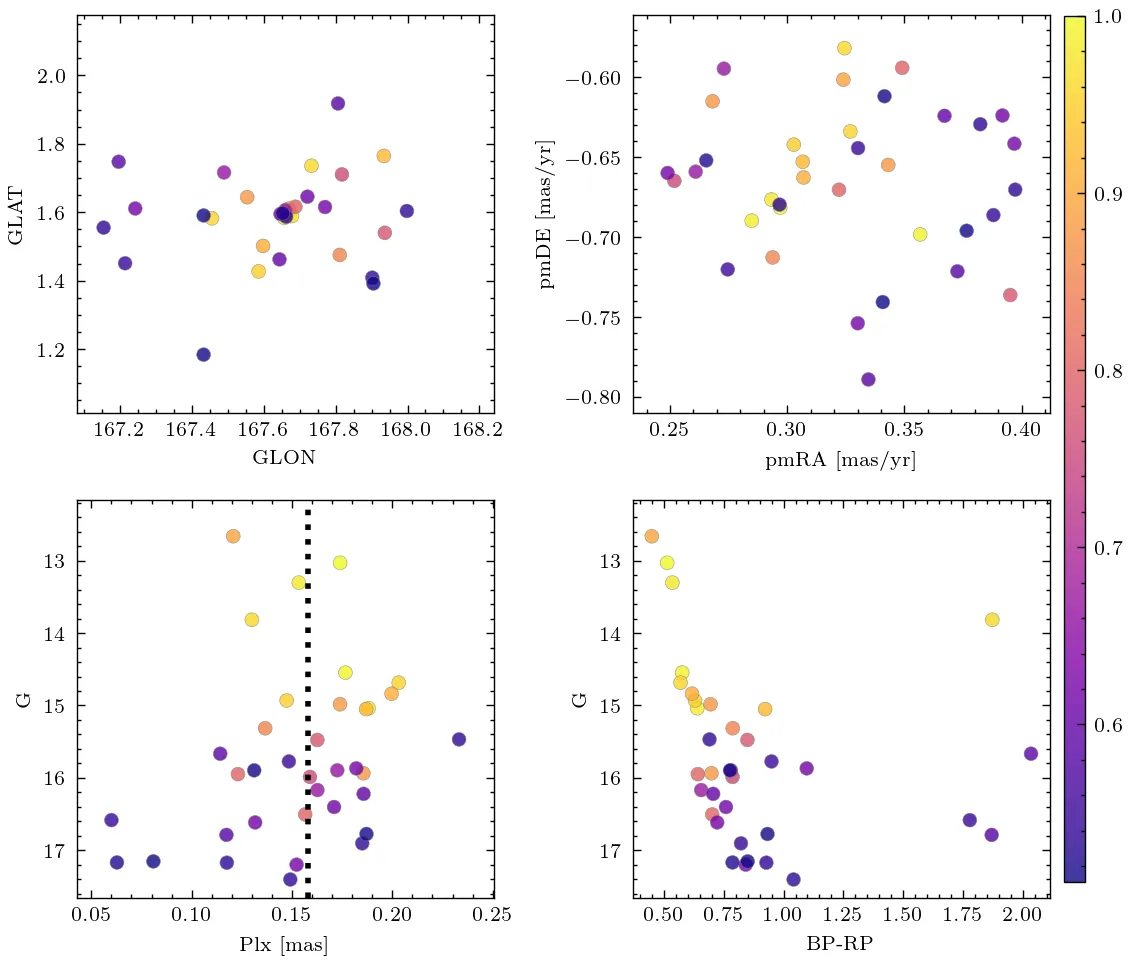 2.0
1.8
1.6
1.4
1.2
GLAT
167.2 167.4 167.6 167.8 168.0 168.2
GLON
−0.60
−0.65
−0.70
−0.75
−0.80
pmDE [mas/yr]
0.25 0.30 0.35 0.40
pmRA [mas/yr]
1.0
0.9
0.8
0.7
0.6
13
14
15
16
17
G
0.05 0.10 0.15 0.20 0.25
Plx [mas]
13
14
15
16
17
G
0.50 0.75 1.00 1.25 1.50 1.75 2.00
BP-RP